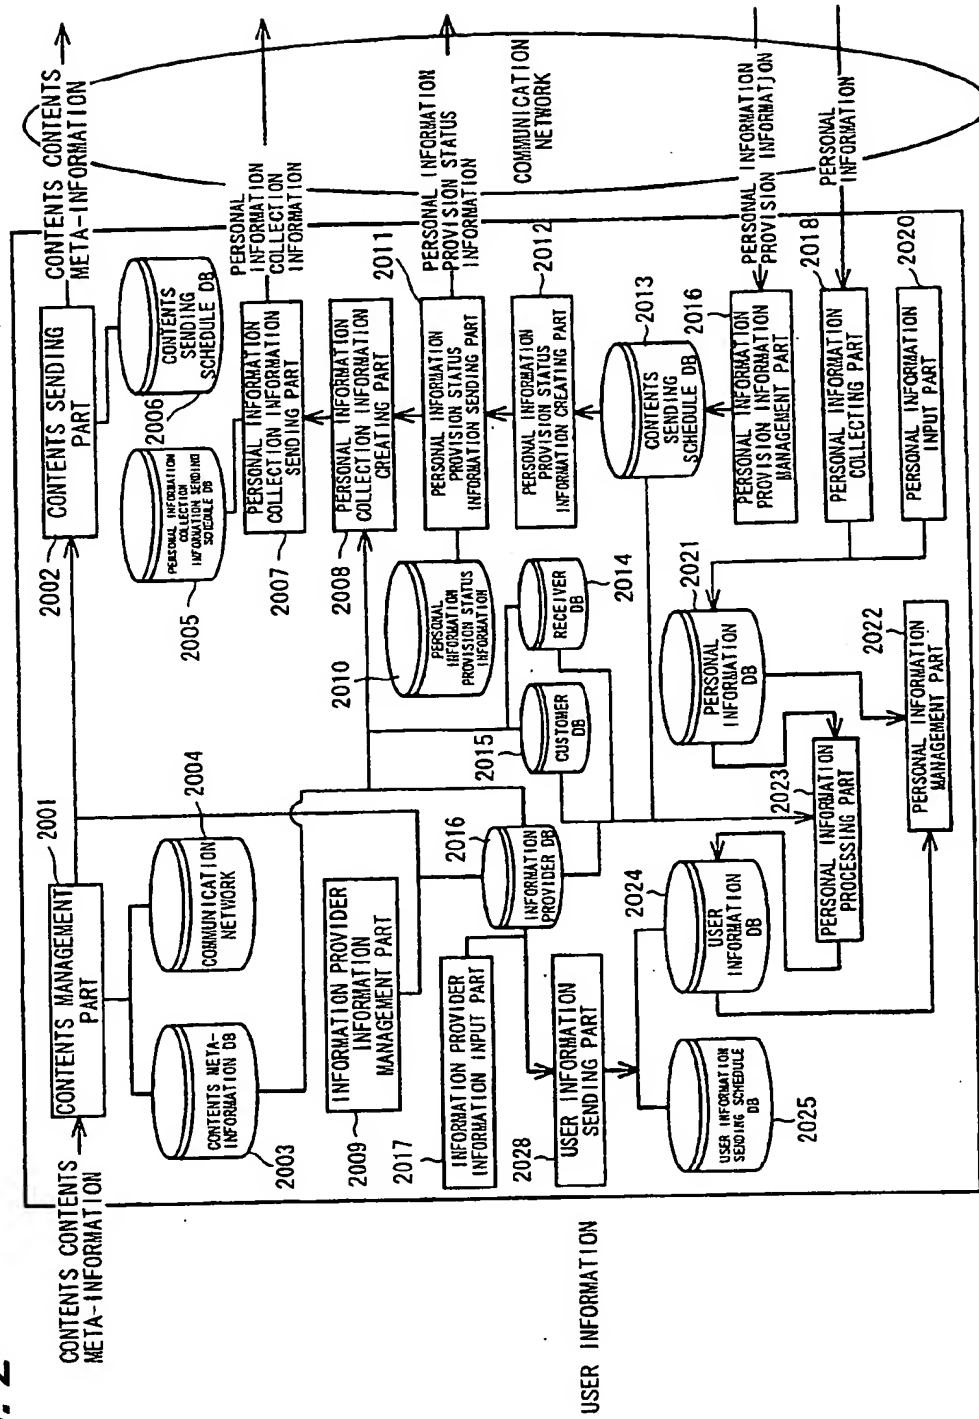 . 2
CONTENTS CONTENTS
META-INFORMATION
CONTENTS MANAGEMENT
PART
2001
CONTENTS META-
INFORMATION DB
2003
COMMUNICATION
NETWORK
2004
2002
CONTENTS SENDING
PART
CONTENTS CONTENTS
META-INFORMATION
PERSONAL INFORMATION
COLLECTION
INFORMATION SENDING
SCHEDULE DB
2005
CONTENTS
SENDING
SCHEDULE DB
2006
2007
PERSONAL INFORMATION
COLLECTION INFORMATION
SENDING PART
PERSONAL
INFORMATION
COLLECTION
INFORMATION
2008
PERSONAL INFORMATION
COLLECTION INFORMATION
CREATING PART
INFORMATION PROVIDER
INFORMATION
MANAGEMENT PART
2009
2010
PERSONAL
INFORMATION
PROVISION STATUS
INFORMATION
PERSONAL INFORMATION
PROVISION STATUS
INFORMATION SENDING PART
2011
PERSONAL INFORMATION
PROVISION STATUS
INFORMATION
2017
INFORMATION PROVIDER
INFORMATION INPUT PART
2016
INFORMATION
PROVIDER DB
2015
CUSTOMER
DB
RECEIVER
DB
2014
PERSONAL INFORMATION
PROVISION STATUS
INFORMATION CREATING PART
2012
COMMUNICATION
NETWORK
2028
USER INFORMATION
SENDING PART
CONTENTS
SENDING
SCHEDULE DB
2013
USER INFORMATION
USER INFORMATION
SENDING SCHEDULE
DB
2025
2024
USER
INFORMATION
DB
2023
PERSONAL INFORMATION
PROCESSING PART
PERSONAL
INFORMATION
DB
2021
PERSONAL INFORMATION
PROVISION INFORMATION
MANAGEMENT PART
2016
PERSONAL INFORMATION
PROVISION INFORMATION
PERSONAL INFORMATION
COLLECTING PART
2018
PERSONAL
INFORMATION
PERSONAL INFORMATION
INPUT PART
2020
PERSONAL INFORMATION
MANAGEMENT PART
2022